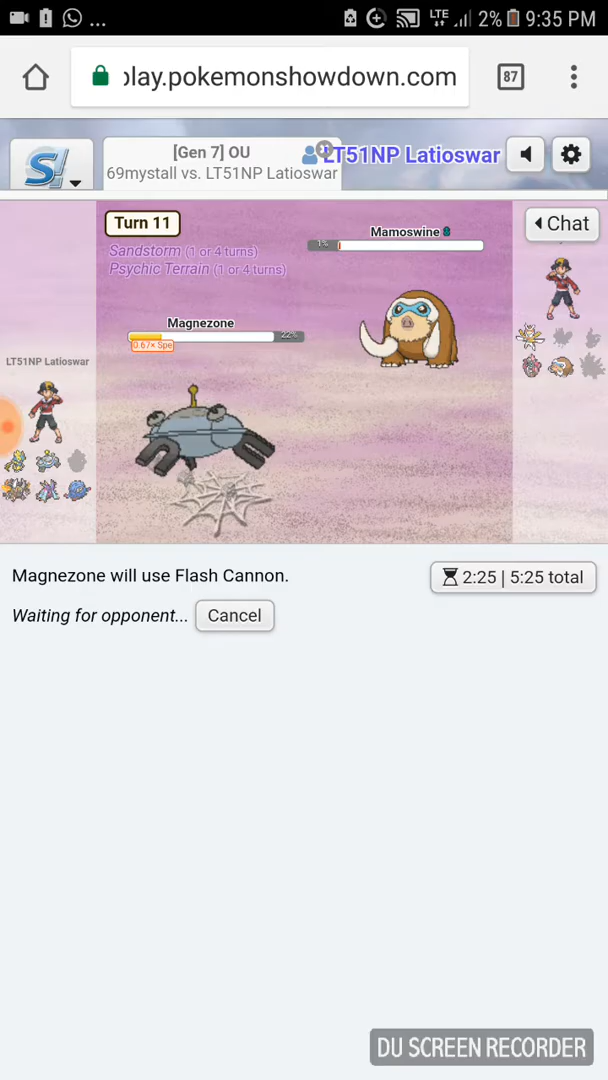 LTE 2% 9:35 PM
play.pokemonshowdown.com 87
S!
[Gen 7] OU
69mystall vs. LT51NP Latioswar
LT51NP Latioswar
Turn 11
Sandstorm (1 or 4 turns)
Psychic Terrain (1 or 4 turns)
Mamoswine
1%
Chat
Magnezone
22%
0.67× Spe
LT51NP Latioswar
Magnezone will use Flash Cannon.
2:25 | 5:25 total
Waiting for opponent... Cancel
DU SCREEN RECORDER